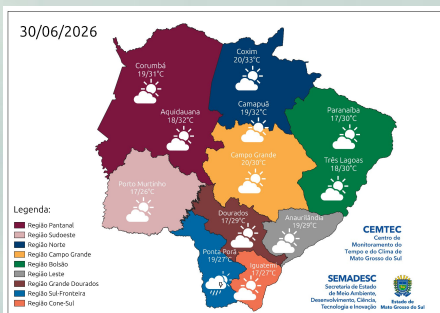 30/06/2026
Coxim
20/33°C
Corumbá
19/31°C
Camapuã
19/32°C
Aquidauana
18/32°C
Paranaíba
17/30°C
Campo Grande
20/30°C
Três Lagoas
18/30°C
Porto Murtinho
17/24°C
Dourados
17/29°C
Anaurilândia
19/29°C
Ponta Porã
19/27°C
Iguatemi
17/27°C
Legenda:
Região Pantanal
Região Sudoeste
Região Norte
Região Campo Grande
Região Bolsão
Região Leste
Região Grande Dourados
Região Sul-Fronteira
Região Cone-Sul
CEMTEC
Centro de
Monitoramento do
Tempo e do Clima de
Mato Grosso do Sul
SEMADESC
Secretaria de Estado
de Meio Ambiente,
Desenvolvimento, Ciência,
Tecnologia e Inovação
Estado de
Mato Grosso do Sul